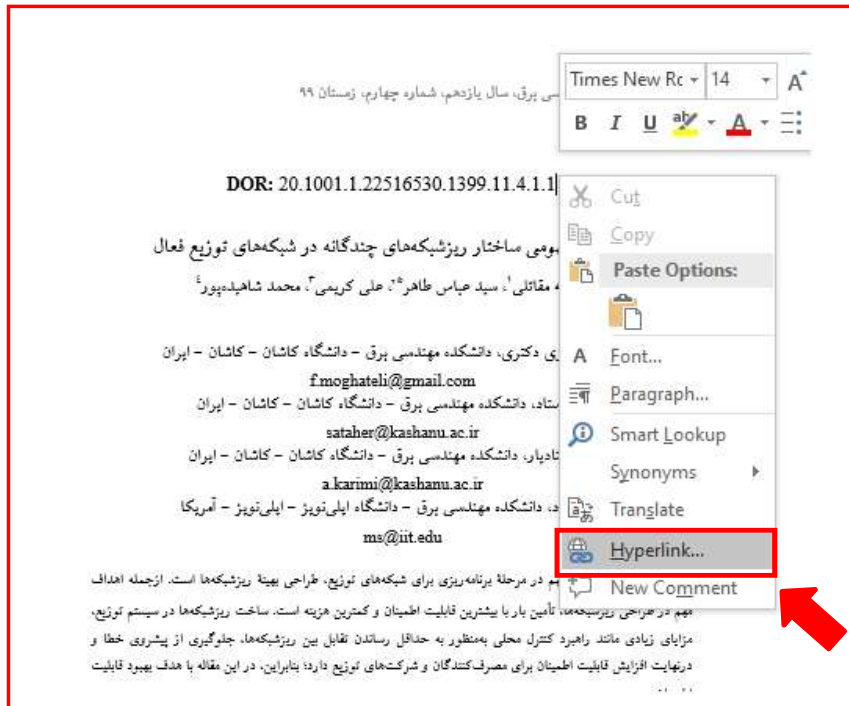 Times New Rc 14 A
B I U aby A
سی برق، سال یازدهم، شماره چهارم، زمستان ۹۹
DOR: 20.1001.1.22516530.1399.11.4.1.1
Cut
Copy
Paste Options:
Font...
Paragraph...
Smart Lookup
Synonyms
Translate
Hyperlink...
New Comment
ساختار ریزشبکه‌های چندگانه در شبکه‌های توزیع فعال
مقاتلی۱، سید عباس طاهر۲*، علی کریمی۳، محمد شاهیده‌پور٤
دکتری، دانشکده مهندسی برق – دانشگاه کاشان – کاشان – ایران
f.moghateli@gmail.com
دانشکده مهندسی برق – دانشگاه کاشان – کاشان – ایران
sataher@kashanu.ac.ir
دانشکده مهندسی برق – دانشگاه کاشان – کاشان – ایران
a.karimi@kashanu.ac.ir
دانشکده مهندسی برق – دانشگاه ایلی‌نویز – ایلی‌نویز – آمریکا
ms@iit.edu
در مرحلهٔ برنامه‌ریزی برای شبکه‌های توزیع، طراحی بهینهٔ ریزشبکه‌ها است. ازجمله اهداف
مهم در طراحی ریزشبکه‌ها، تأمین بار با بیشترین قابلیت اطمینان و کمترین هزینه است. ساخت ریزشبکه‌ها در سیستم توزیع،
مزایای زیادی مانند راهبرد کنترل محلی به‌منظور به حداقل رساندن تقابل بین ریزشبکه‌ها، جلوگیری از پیشروی خطا و
درنهایت افزایش قابلیت اطمینان برای مصرف‌کنندگان و شرکت‌های توزیع دارد؛ بنابراین، در این مقاله با هدف بهبود قابلیت